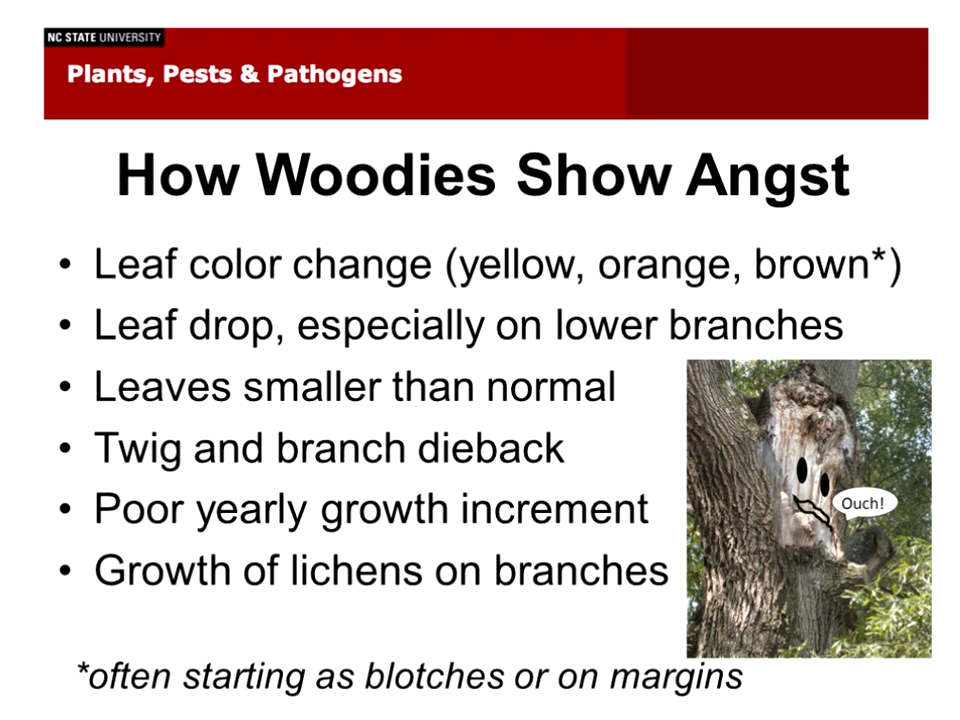 NC STATE UNIVERSITY
Plants, Pests & Pathogens
How Woodies Show Angst
• Leaf color change (yellow, orange, brown*)
• Leaf drop, especially on lower branches
• Leaves smaller than normal
• Twig and branch dieback
Ouch!
• Poor yearly growth increment
• Growth of lichens on branches
*often starting as blotches or on margins